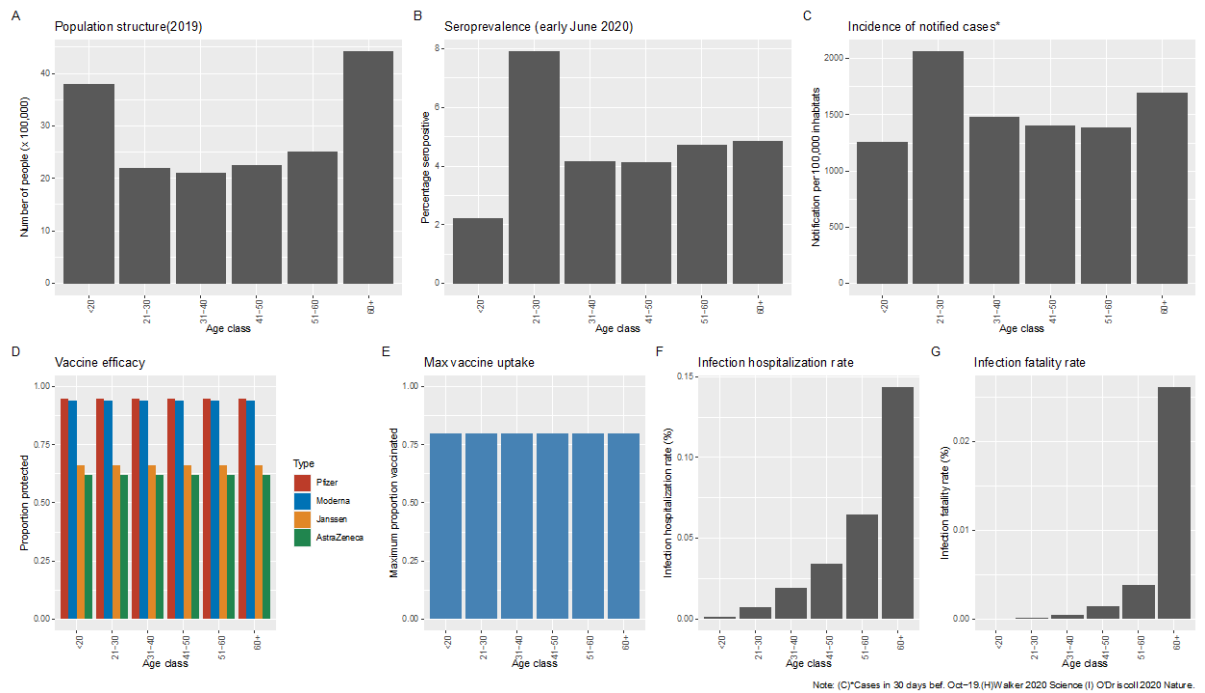 A
Population structure(2019)
Number of people (x 100,000)
40
30
20
10
0
<20
21−30
31−40
41−50
51−60
60+
Age class
B
Seroprevalence (early June 2020)
Percentage seropositive
8
6
4
2
0
<20
21−30
31−40
41−50
51−60
60+
Age class
C
Incidence of notified cases*
Notification per 100,000 inhabitats
2000
1500
1000
500
0
<20
21−30
31−40
41−50
51−60
60+
Age class
D
Vaccine efficacy
Proportion protected
1.00
0.75
0.50
0.25
0.00
<20
21−30
31−40
41−50
51−60
60+
Age class
Type
Pfizer
Moderna
Janssen
AstraZeneca
E
Max vaccine uptake
Maximum proportion vaccinated
1.00
0.75
0.50
0.25
0.00
<20
21−30
31−40
41−50
51−60
60+
Age class
F
Infection hospitalization rate
Infection hospitalization rate (%)
0.15
0.10
0.05
0.00
<20
21−30
31−40
41−50
51−60
60+
Age class
G
Infection fatality rate
Infection fatality rate (%)
0.02
0.01
0.00
<20
21−30
31−40
41−50
51−60
60+
Age class
Note: (C)*Cases in 30 days bef. Oct−19.(H)Walker 2020 Science (I) O'Driscoll 2020 Nature.